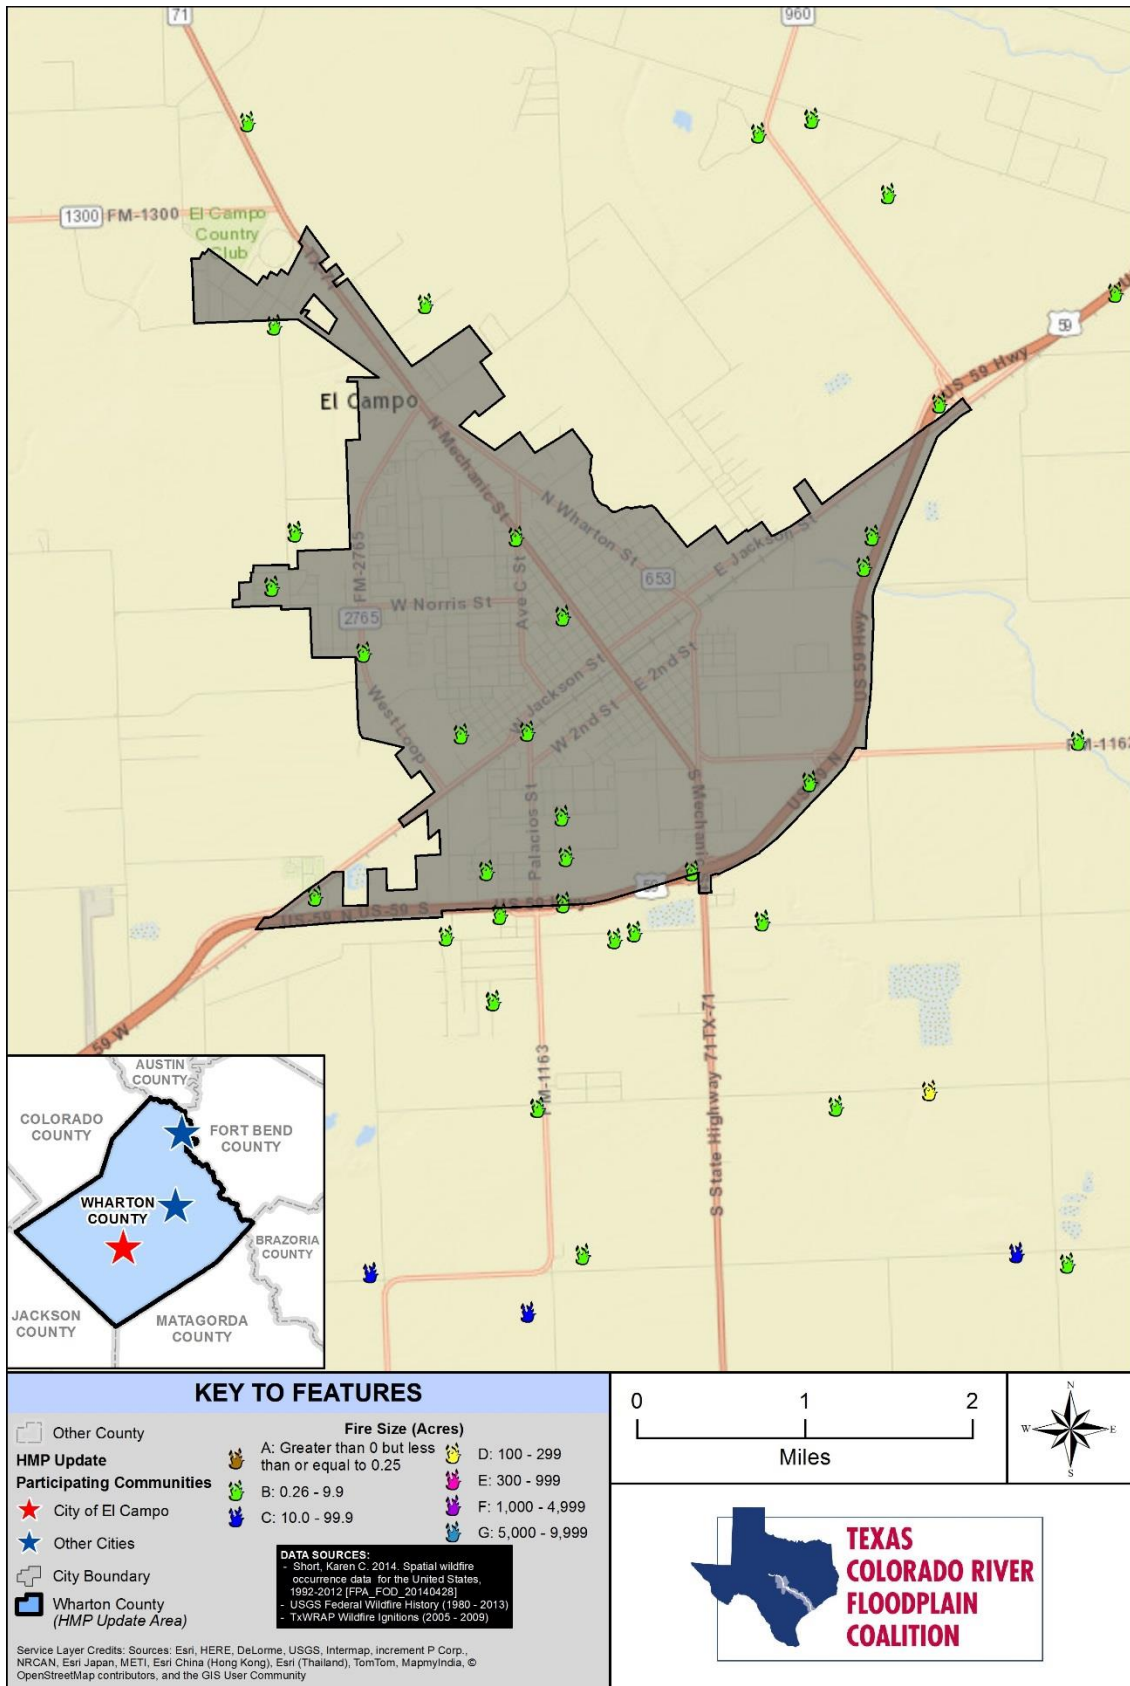 71
960
1300 FM-1300
El Campo
Country
Club
TX-71
59
US 59 Hwy
El Campo
N Mechanic St
N Wharton St
E Jackson St
653
FM-2765
Ave C St
W Norris St
2765
US 59 Hwy
W Jackson St
E 2nd St
W 2nd St
West Loop
FM-1162
US 59 N
Palacios St
S Mechanic St
59
US-59 N US-59 S
US 59 Hwy
59 W
FM-1163
S State Highway 71TX-71
AUSTIN
COUNTY
COLORADO
COUNTY
FORT BEND
COUNTY
WHARTON
COUNTY
BRAZORIA
COUNTY
JACKSON
COUNTY
MATAGORDA
COUNTY
KEY TO FEATURES
Other County
HMP Update
Participating Communities
City of El Campo
Other Cities
City Boundary
Wharton County
(HMP Update Area)
Fire Size (Acres)
A: Greater than 0 but less
than or equal to 0.25
B: 0.26 - 9.9
C: 10.0 - 99.9
D: 100 - 299
E: 300 - 999
F: 1,000 - 4,999
G: 5,000 - 9,999
DATA SOURCES:
- Short, Karen C. 2014. Spatial wildfire
occurrence data for the United States,
1992-2012 [FPA_FOD_20140428]
- USGS Federal Wildfire History (1980 - 2013)
- TxWRAP Wildfire Ignitions (2005 - 2009)
Service Layer Credits: Sources: Esri, HERE, DeLorme, USGS, Intermap, increment P Corp.,
NRCAN, Esri Japan, METI, Esri China (Hong Kong), Esri (Thailand), TomTom, MapmyIndia, ©
OpenStreetMap contributors, and the GIS User Community
0 1 2
Miles
N
W E
S
TEXAS
COLORADO RIVER
FLOODPLAIN
COALITION